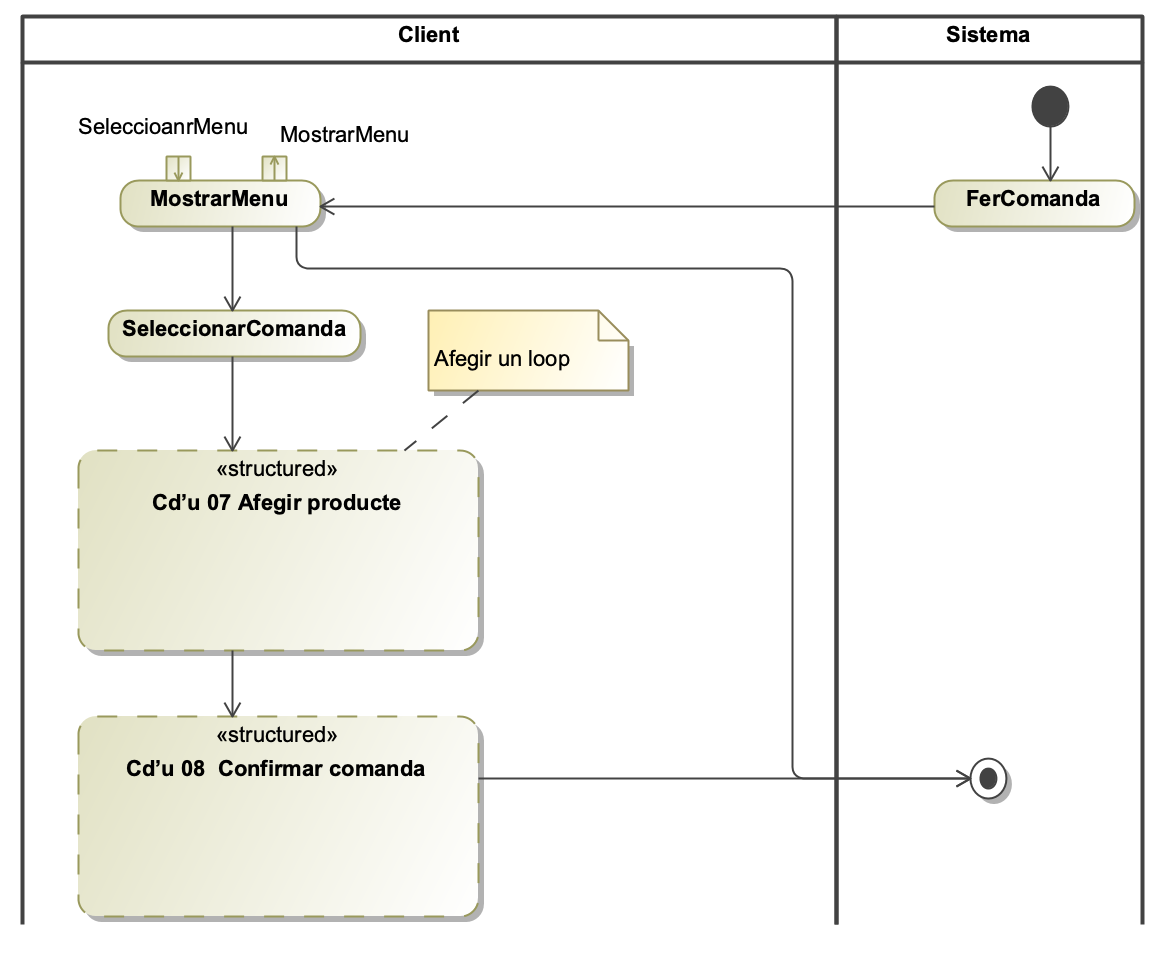 Client
Sistema
SeleccioanrMenu
MostrarMenu
MostrarMenu
FerComanda
SeleccionarComanda
Afegir un loop
«structured»
Cd’u 07 Afegir producte
«structured»
Cd’u 08  Confirmar comanda